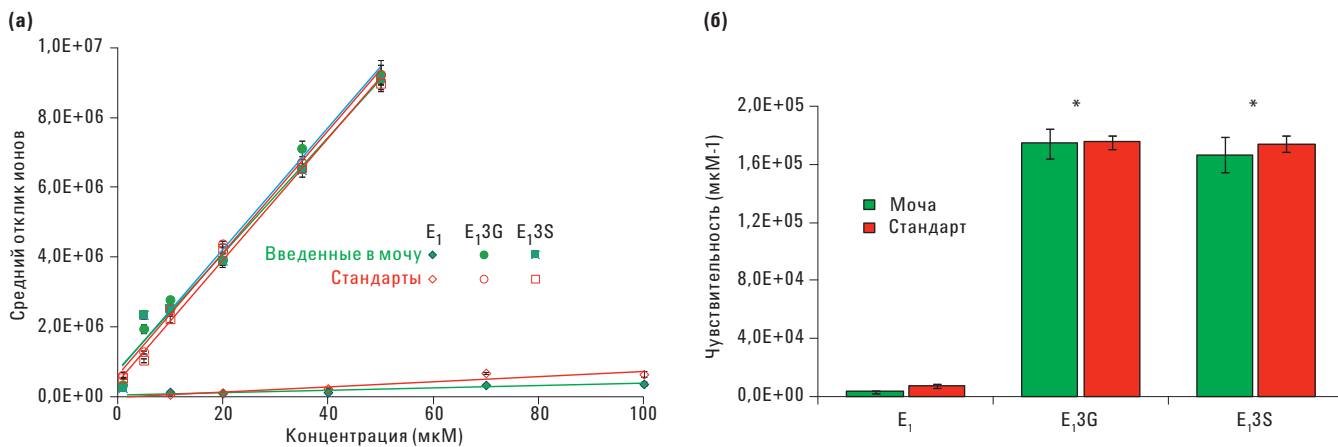 (а)
Средний отклик ионов
1,0E+07
8,0E+06
6,0E+06
4,0E+06
2,0E+06
0,0E+00
0 20 40 60 80 100
Концентрация (мкМ)
E₁ E₁3G E₁3S
Введенные в мочу
Стандарты
(б)
Чувствительность (мкМ-1)
2,0E+05
1,6E+05
1,2E+05
8,0E+04
4,0E+04
0,0E+00
* *
Моча
Стандарт
E₁ E₁3G E₁3S